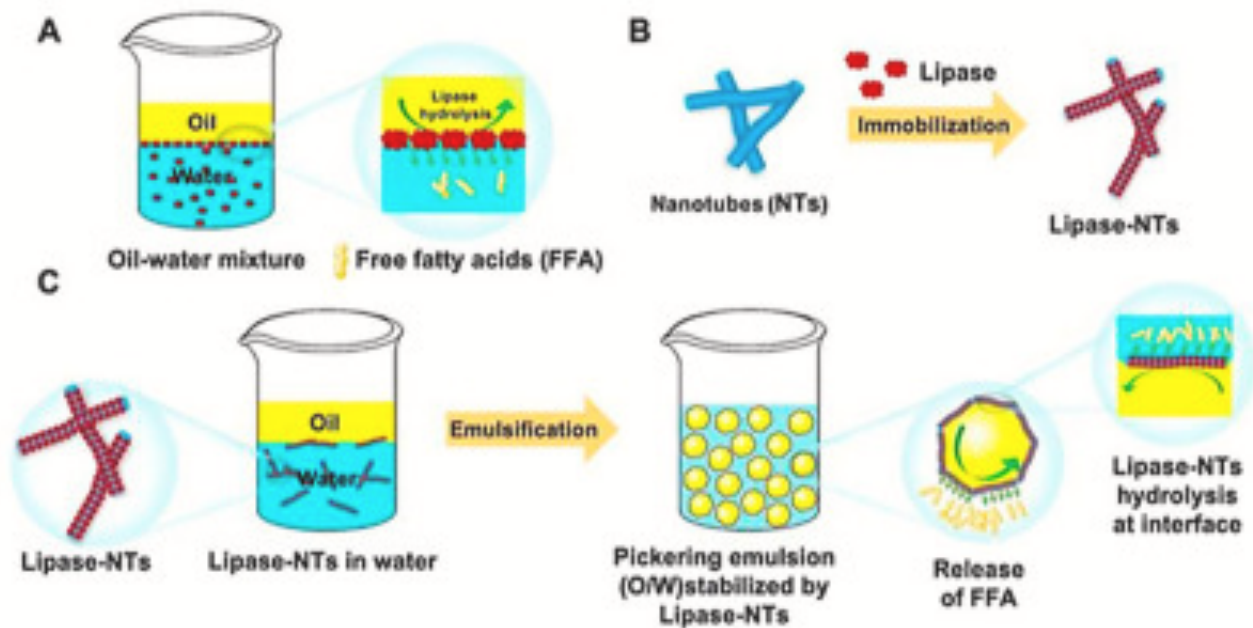 A
Oil
Water
Lipase
hydrolysis
Oil-water mixture
Free fatty acids (FFA)
B
Lipase
Immobilization
Nanotubes (NTs)
Lipase-NTs
C
Lipase-NTs
Oil
Water
Lipase-NTs in water
Emulsification
Pickering emulsion
(O/W)stabilized by
Lipase-NTs
Release
of FFA
Lipase-NTs
hydrolysis
at interface